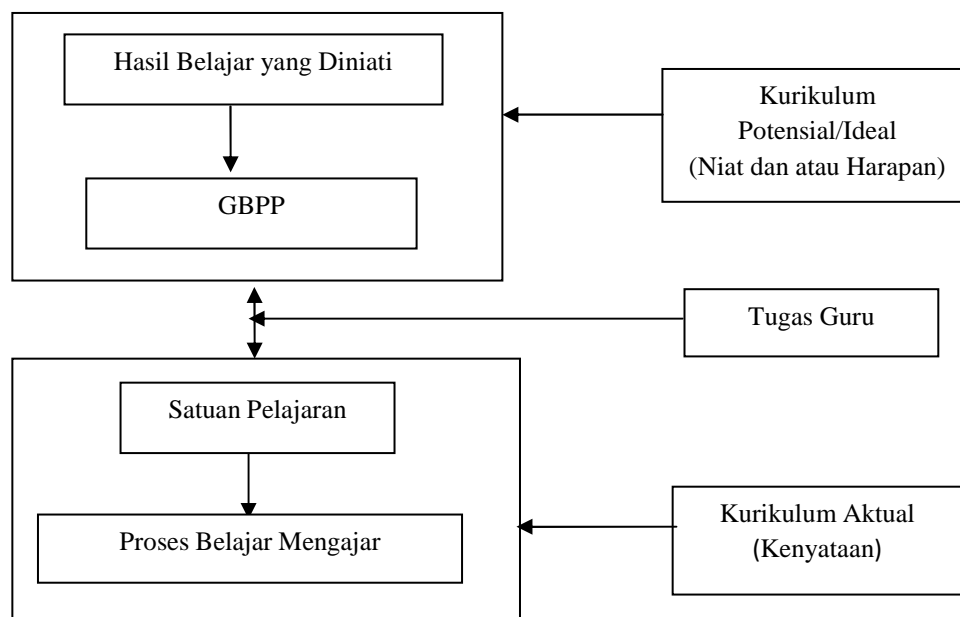 Hasil Belajar yang Diniati
GBPP
Kurikulum
Potensial/Ideal
(Niat dan atau Harapan)
Tugas Guru
Satuan Pelajaran
Proses Belajar Mengajar
Kurikulum Aktual
(Kenyataan)